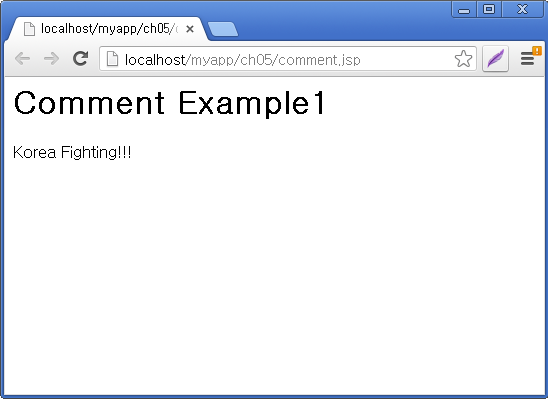 localhost/myapp/ch05/
localhost/myapp/ch05/comment.jsp
Comment Example1
Korea Fighting!!!